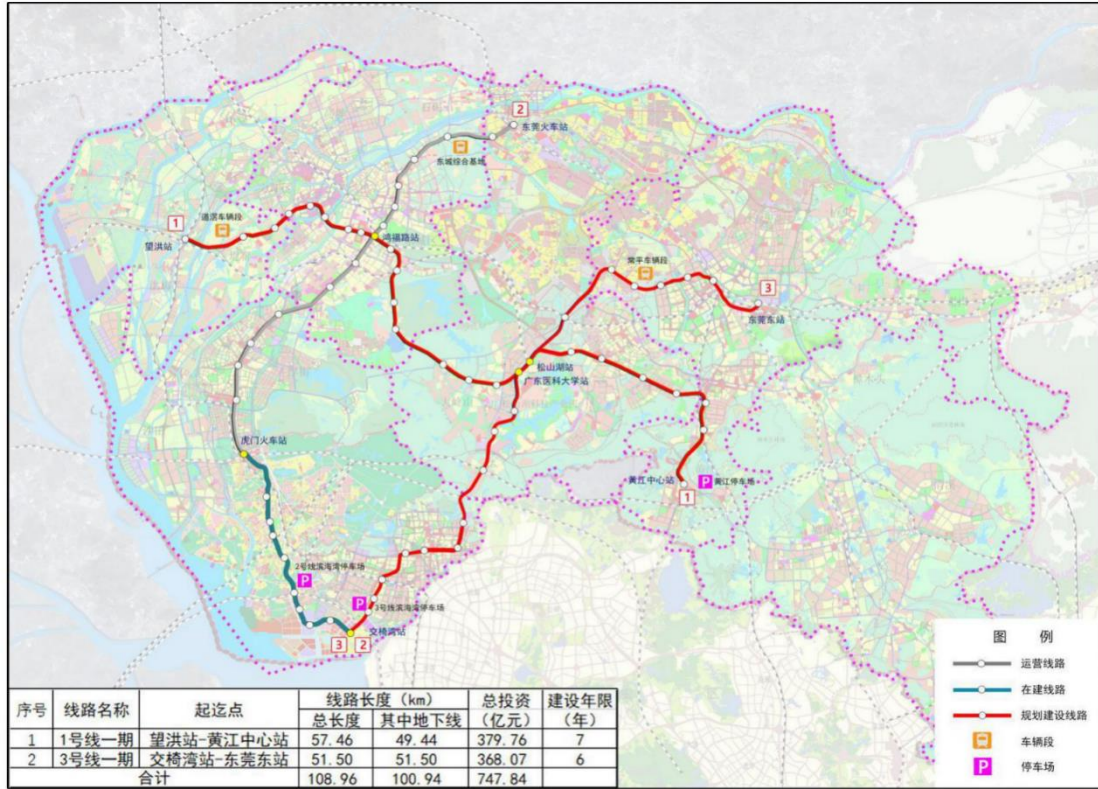 2
东莞火车站
东城综合基地
1
道滘车辆段
望洪站
鸿福路站
常平车辆段
3
东莞东站
松山湖站
广东医科大学站
虎门火车站
黄江中心站
P
黄江停车场
1
2号线滨海湾停车场
P
P
3号线滨海湾停车场
交椅湾站
3 2
图 例
运营线路
在建线路
规划建设线路
车辆段
P 停车场
序号 线路名称 起迄点 线路长度（km） 总投资（亿元） 建设年限（年）
总长度 其中地下线
1 1号线一期 望洪站-黄江中心站 57.46 49.44 379.76 7
2 3号线一期 交椅湾站-东莞东站 51.50 51.50 368.07 6
合计 108.96 100.94 747.84